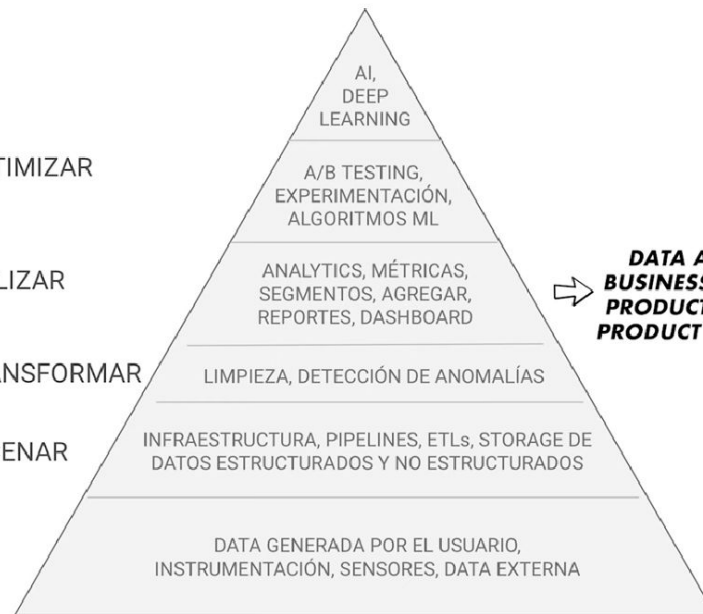 AI,
DEEP
LEARNING
TIMIZAR
A/B TESTING,
EXPERIMENTACIÓN,
ALGORITMOS ML
LIZAR
ANALYTICS, MÉTRICAS,
SEGMENTOS, AGREGAR,
REPORTES, DASHBOARD
DATA A
BUSINESS
PRODUCT
PRODUCT
ANSFORMAR
LIMPIEZA, DETECCIÓN DE ANOMALÍAS
ENAR
INFRAESTRUCTURA, PIPELINES, ETLs, STORAGE DE
DATOS ESTRUCTURADOS Y NO ESTRUCTURADOS
DATA GENERADA POR EL USUARIO,
INSTRUMENTACIÓN, SENSORES, DATA EXTERNA